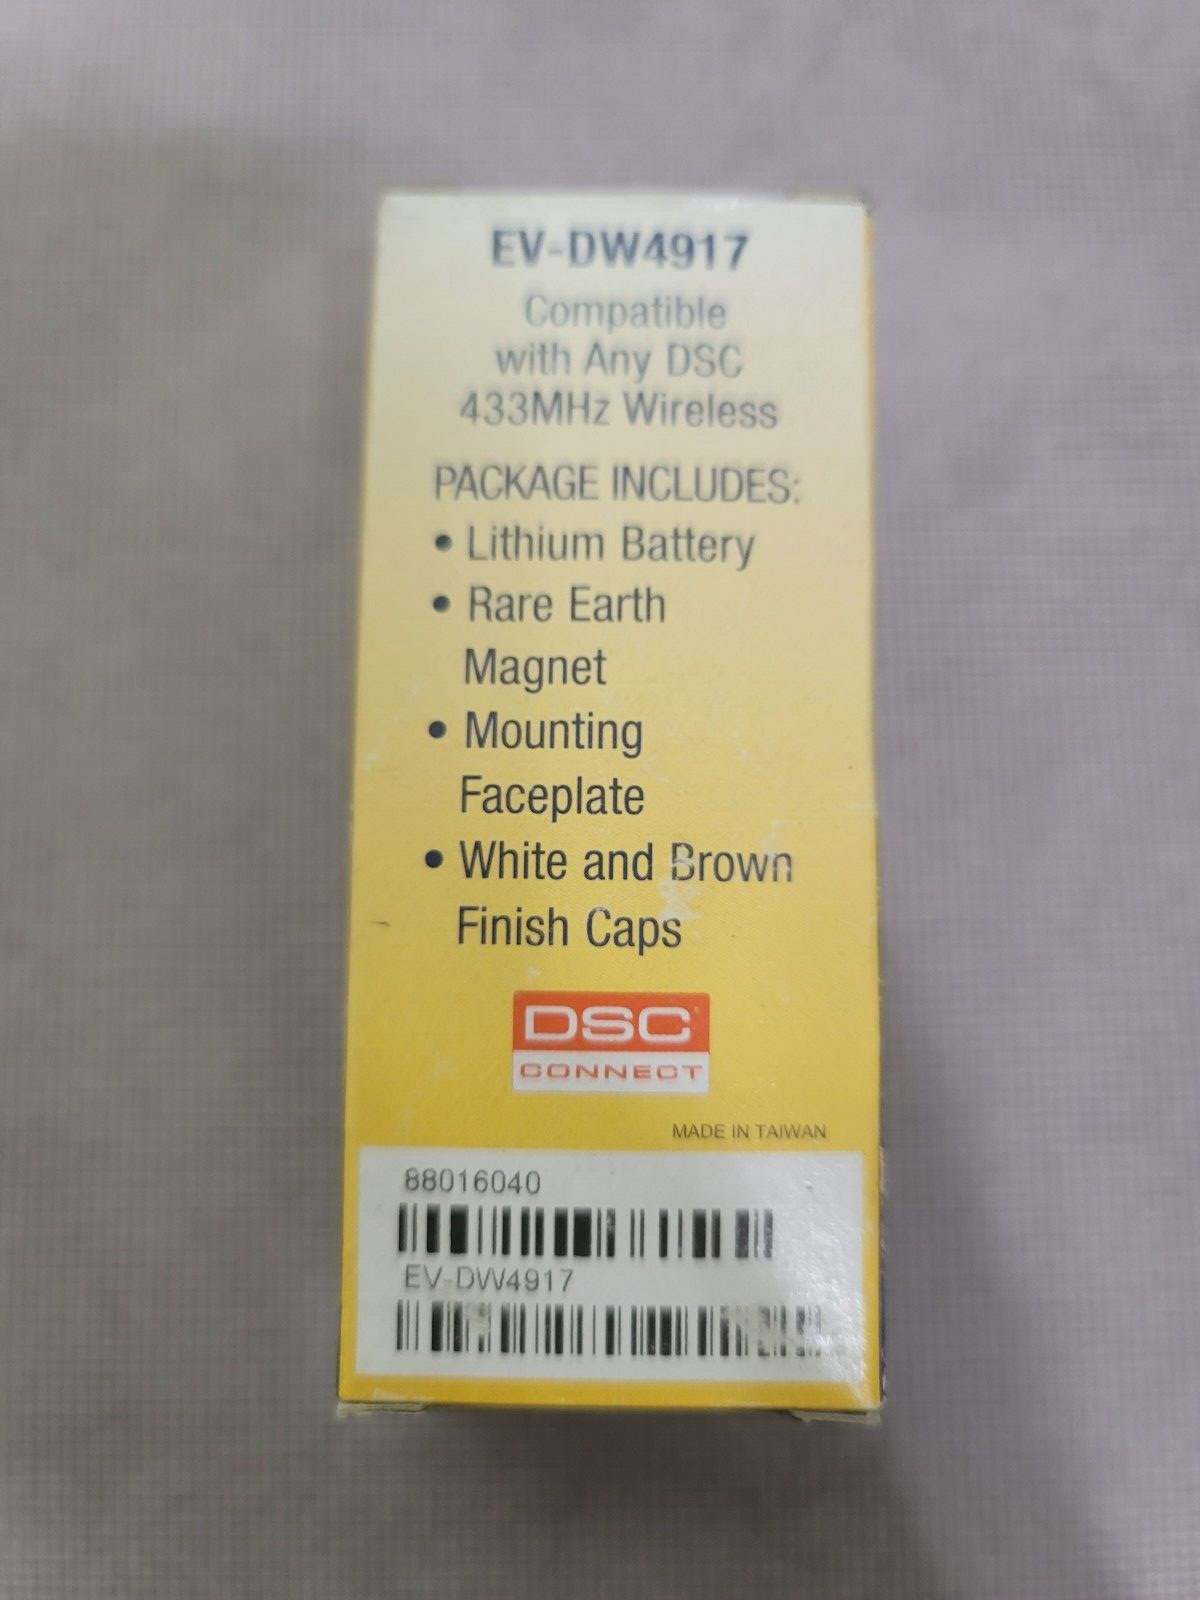 EV-DW4917
Compatible
with Any DSC
433MHz Wireless
PACKAGE INCLUDES:
• Lithium Battery
• Rare Earth
Magnet
• Mounting
Faceplate
• White and Brown
Finish Caps
DSC
CONNECT
MADE IN TAIWAN
88016040
EV-DW4917